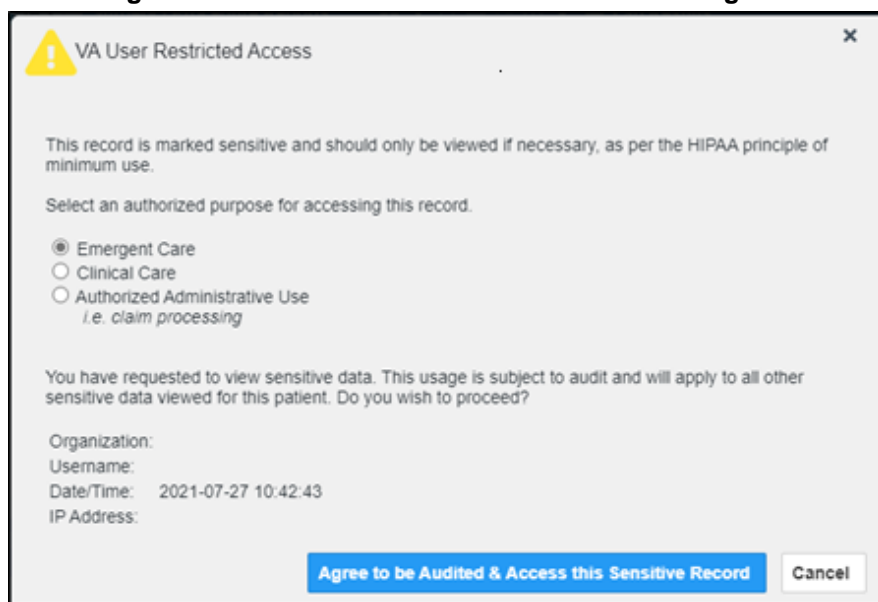 VA User Restricted Access
×
This record is marked sensitive and should only be viewed if necessary, as per the HIPAA principle of
minimum use.
Select an authorized purpose for accessing this record.
Emergent Care
Clinical Care
Authorized Administrative Use
i.e. claim processing
You have requested to view sensitive data. This usage is subject to audit and will apply to all other
sensitive data viewed for this patient. Do you wish to proceed?
Organization:
Username:
Date/Time: 2021-07-27 10:42:43
IP Address:
Agree to be Audited & Access this Sensitive Record
Cancel